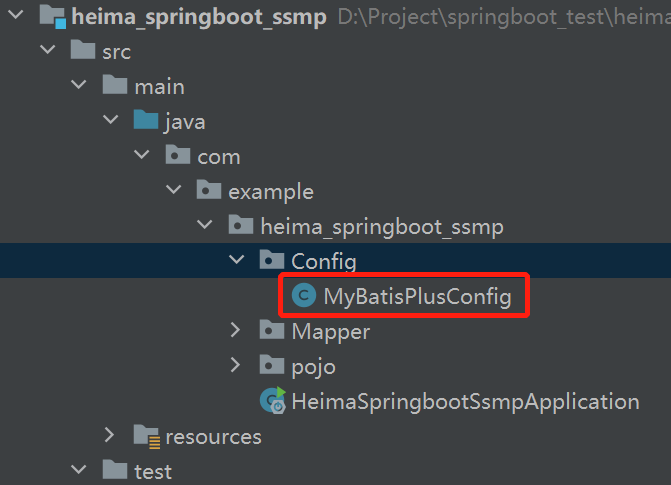 heima_springboot_ssmp D:\Project\springboot_test\heima
src
main
java
com
example
heima_springboot_ssmp
Config
C MyBatisPlusConfig
Mapper
pojo
HeimaSpringbootSsmpApplication
resources
test